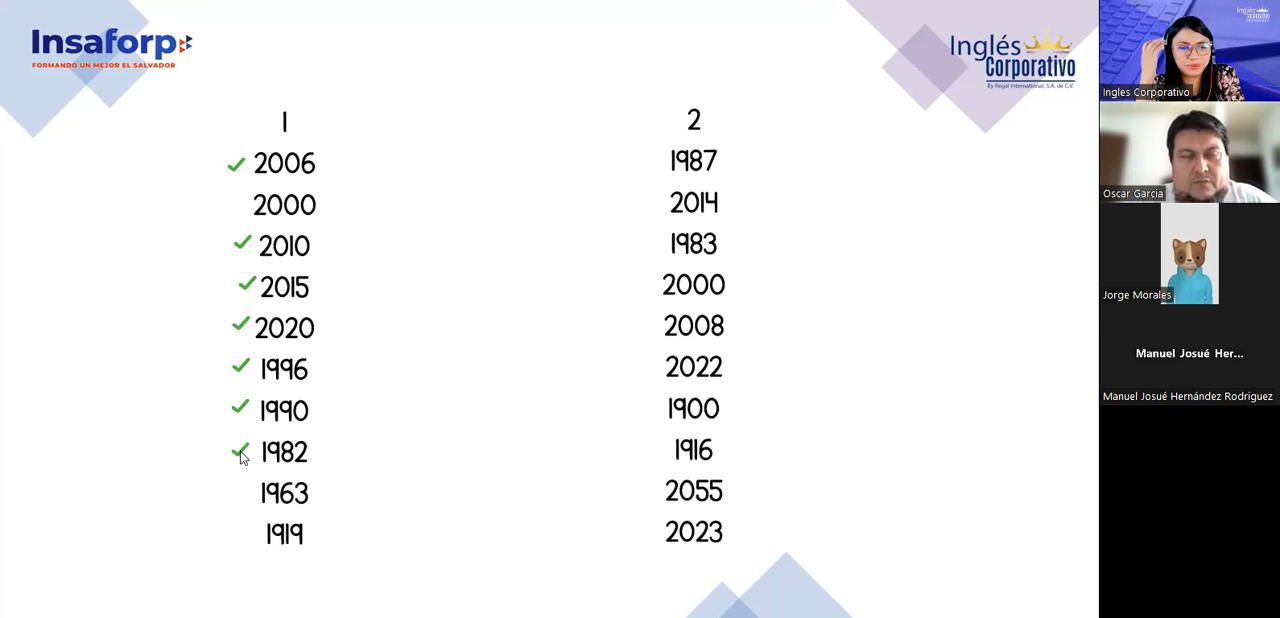 Insaforp
FORMANDO UN MEJOR EL SALVADOR
Inglés
Corporativo
By Regal International, S.A. de C.V.
1
2006
2000
2010
2015
2020
1996
1990
1982
1963
1919
2
1987
2014
1983
2000
2008
2022
1900
1916
2055
2023
Ingles Corporativo
Oscar Garcia
Jorge Morales
Manuel Josué Her...
Manuel Josué Hernández Rodriguez